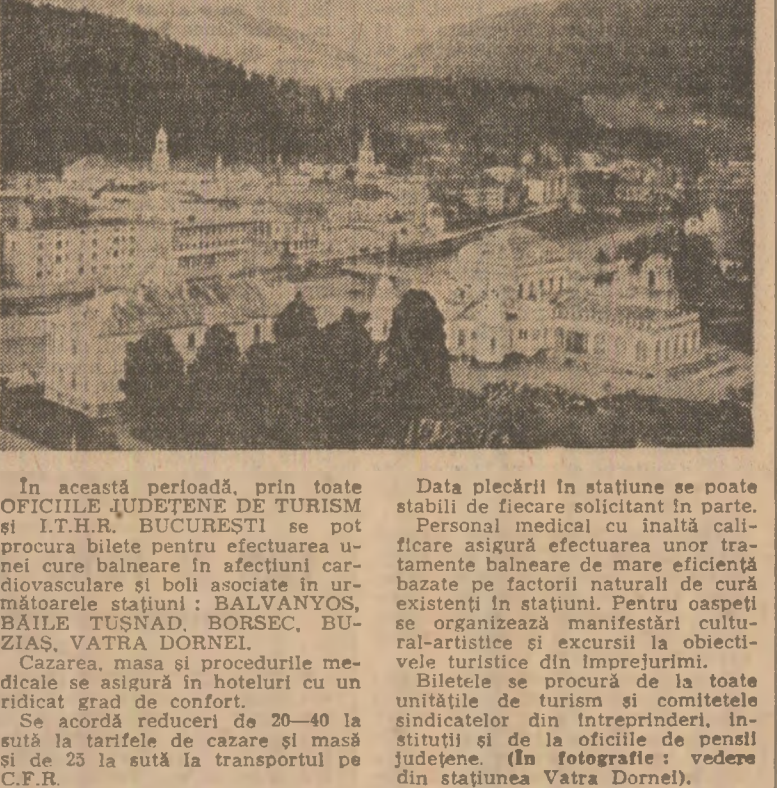 În această perioadă, prin toate
OFICIILE JUDEȚENE DE TURISM
și I.T.H.R. BUCUREȘTI se pot
procura bilete pentru efectuarea u-
nei cure balneare în afecțiuni car-
diovasculare și boli asociate în ur-
mătoarele stațiuni : BALVANYOS,
BĂILE TUȘNAD, BORSEC, BU-
ZIAȘ, VATRA DORNEI.
Cazarea, masa și procedurile me-
dicale se asigură în hoteluri cu un
ridicat grad de confort.
Se acordă reduceri de 20—40 la
sută la tarifele de cazare și masă
și de 25 la sută la transportul pe
C.F.R.
Data plecării în stațiune se poate
stabili de fiecare solicitant în parte.
Personal medical cu înaltă cali-
ficare asigură efectuarea unor tra-
tamente balneare de mare eficiență
bazate pe factorii naturali de cură
existenți în stațiuni. Pentru oaspeți
se organizează manifestări cultu-
ral-artistice și excursii la obiecti-
vele turistice din împrejurimi.
Biletele se procură de la toate
unitățile de turism și comitetele
sindicatelor din întreprinderi, in-
stituții și de la oficiile de pensii
județene. (În fotografie : vedere
din stațiunea Vatra Dornei).